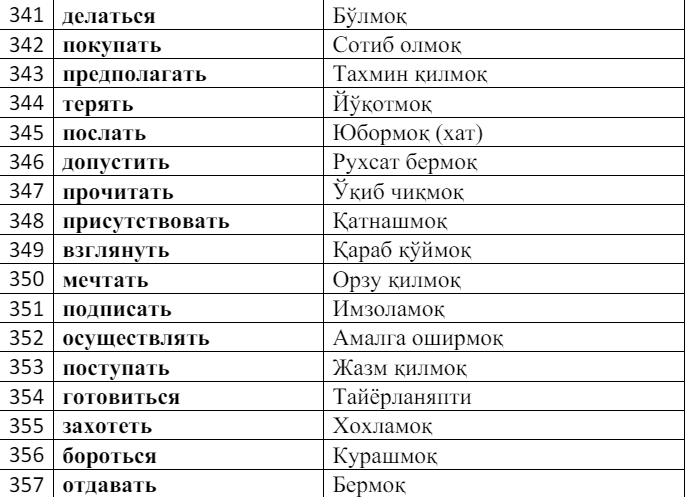 341 делаться Бўлмоқ
342 покупать Сотиб олмоқ
343 предполагать Тахмин қилмоқ
344 терять Йўқотмоқ
345 послать Юбормоқ (хат)
346 допустить Рухсат бермоқ
347 прочитать Ўқиб чиқмоқ
348 присутствовать Қатнашмоқ
349 взглянуть Қараб қўймоқ
350 мечтать Орзу қилмоқ
351 подписать Имзоламоқ
352 осуществлять Амалга оширмоқ
353 поступать Жазм қилмоқ
354 готовиться Тайёрланяпти
355 захотеть Хохламоқ
356 бороться Курашмоқ
357 отдавать Бермоқ